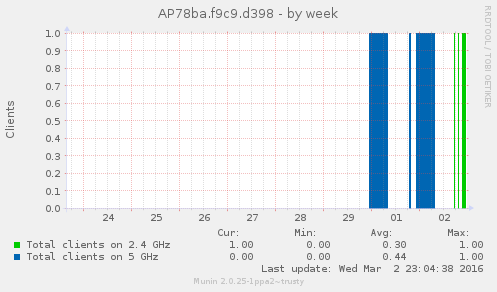 AP78ba.f9c9.d398 - by week
RRDTOOL / TOBI OETIKER
Clients
1.0
0.9
0.8
0.7
0.6
0.5
0.4
0.3
0.2
0.1
0.0
24 25 26 27 28 29 01 02
Cur: Min: Avg: Max:
Total clients on 2.4 GHz 1.00 0.00 0.30 1.00
Total clients on 5 GHz 0.00 0.00 0.44 1.00
Last update: Wed Mar 2 23:04:38 2016
Munin 2.0.25-1ppa2~trusty